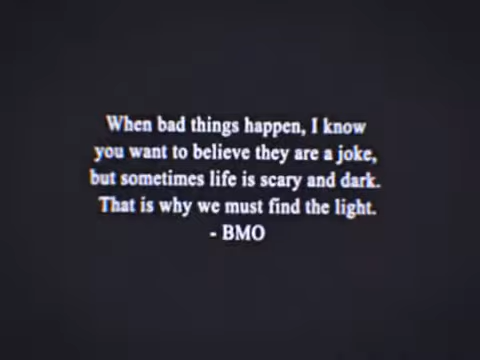 When bad things happen, I know
you want to believe they are a joke,
but sometimes life is scary and dark.
That is why we must find the light.
- BMO